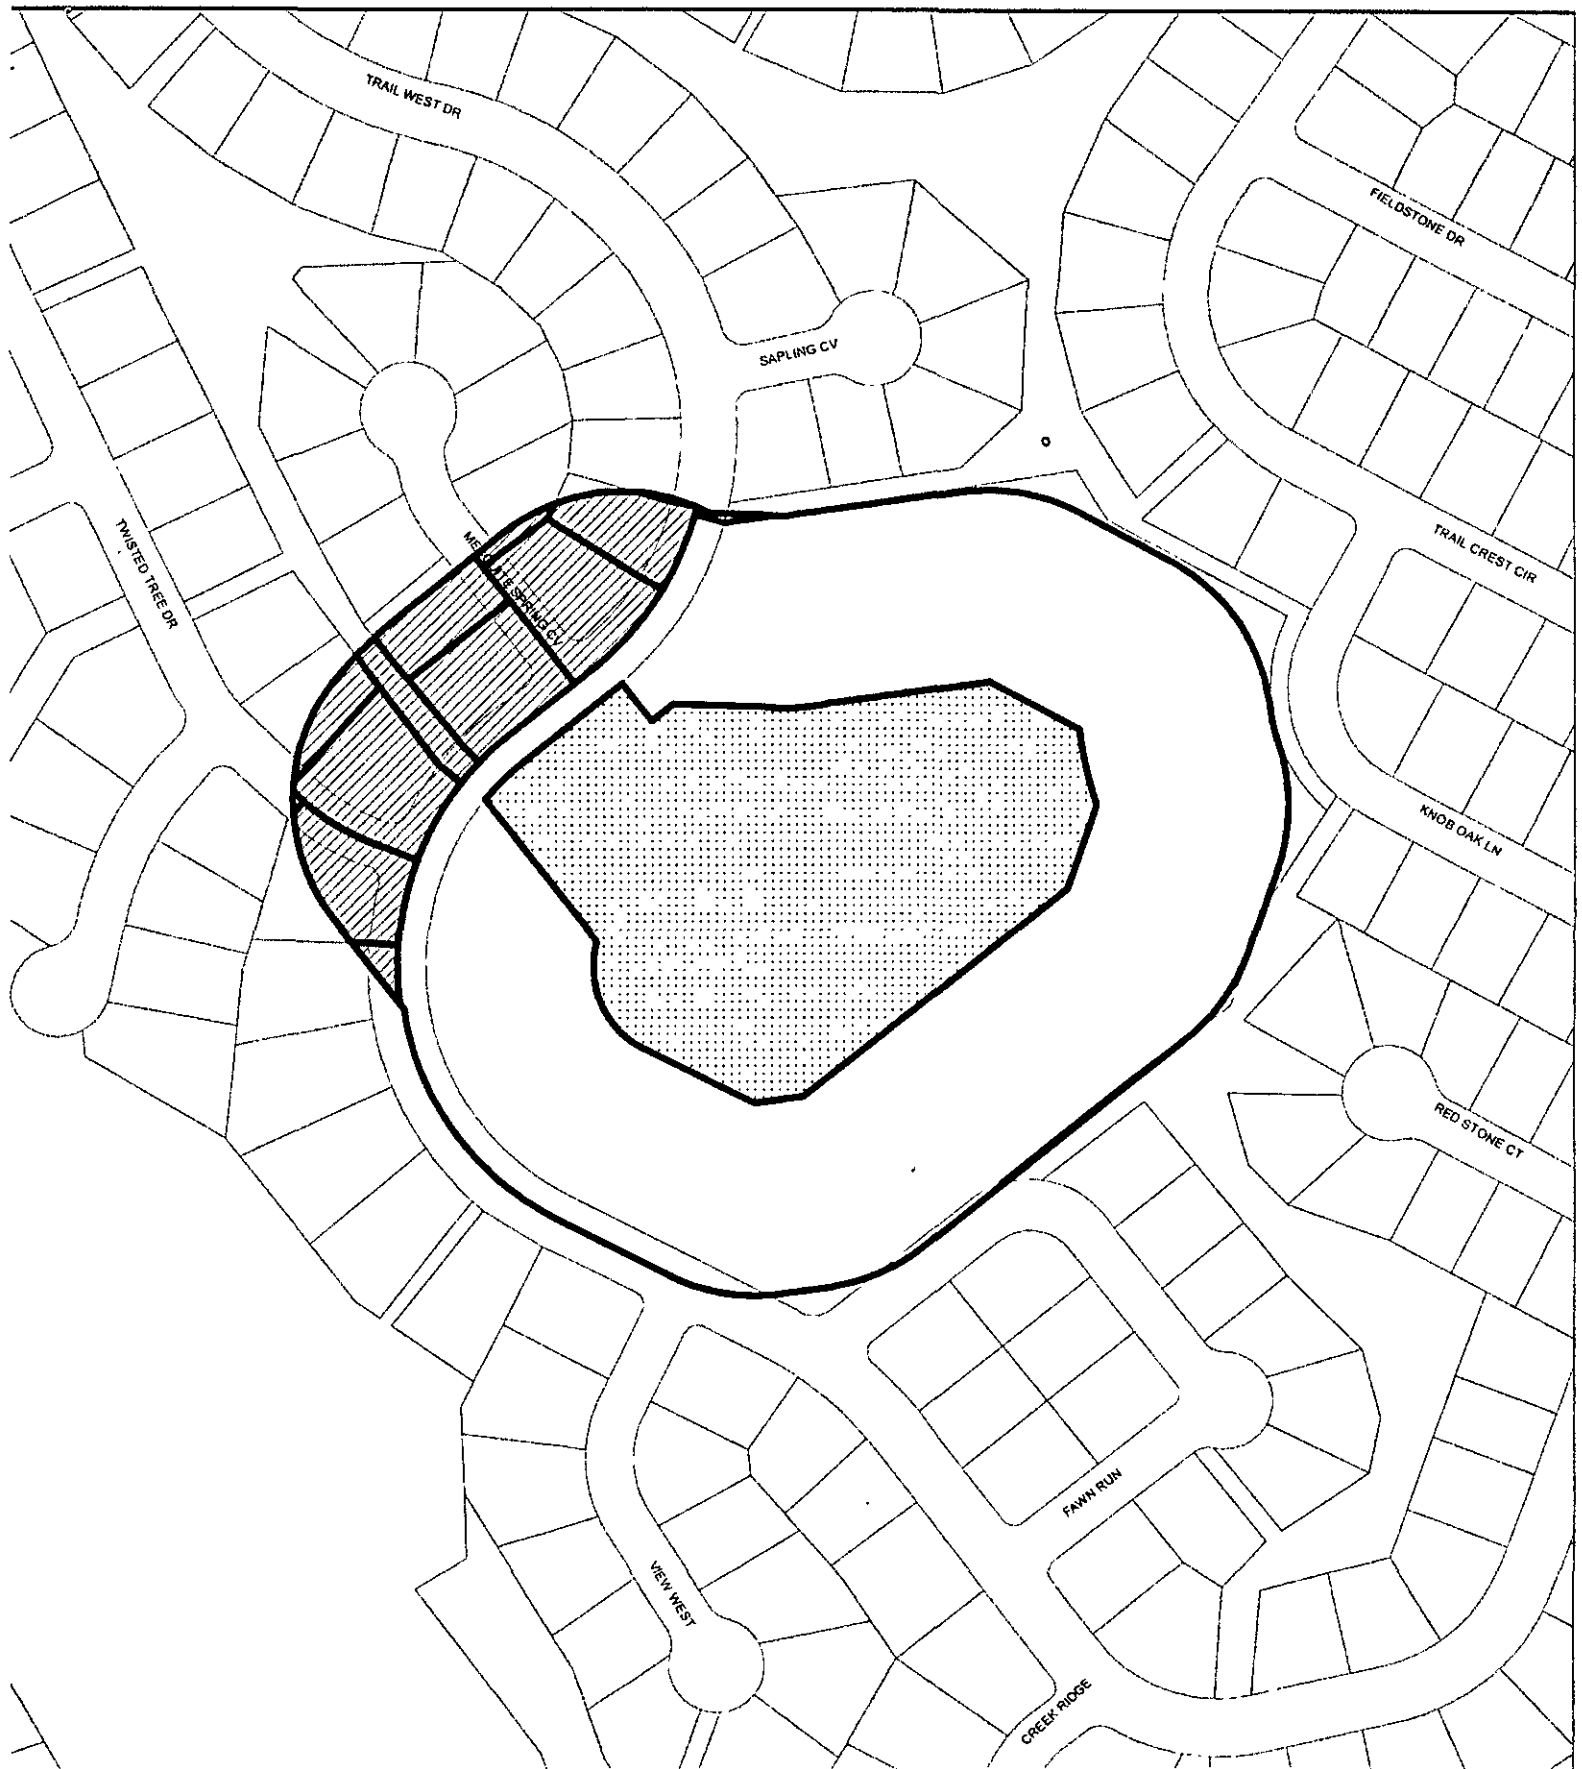 TRAIL WEST DR
FIELDSTONE DR
SAPLING CV
TWISTED TREE DR
MESQUITE SPRING CV
TRAIL CREST CIR
KNOB OAK LN
RED STONE CT
FAWN RUN
VIEW WEST
CREEK RIDGE